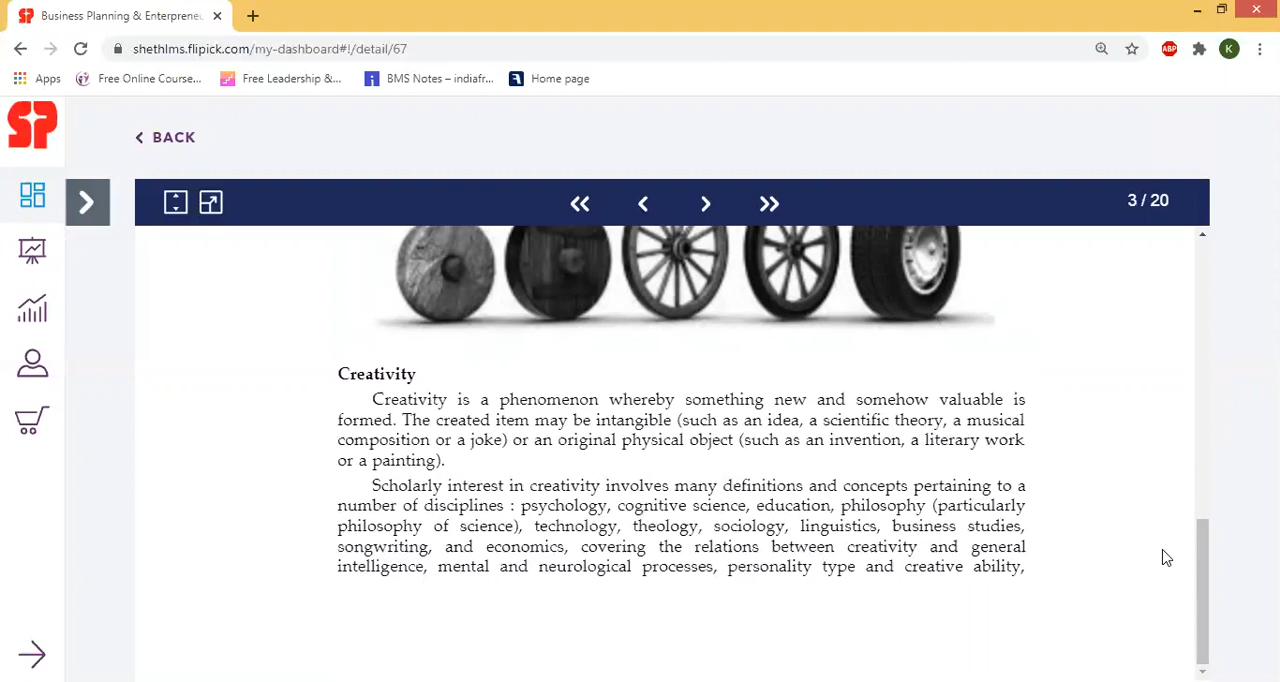 Business Planning & Enterpreneu
shethlms.flipick.com/my-dashboard#!/detail/67
ABP
K
Apps
Free Online Course...
Free Leadership &...
BMS Notes – indiafr...
Home page
SP
BACK
3 / 20
Creativity
Creativity is a phenomenon whereby something new and somehow valuable is
formed. The created item may be intangible (such as an idea, a scientific theory, a musical
composition or a joke) or an original physical object (such as an invention, a literary work
or a painting).
Scholarly interest in creativity involves many definitions and concepts pertaining to a
number of disciplines : psychology, cognitive science, education, philosophy (particularly
philosophy of science), technology, theology, sociology, linguistics, business studies,
songwriting, and economics, covering the relations between creativity and general
intelligence, mental and neurological processes, personality type and creative ability,